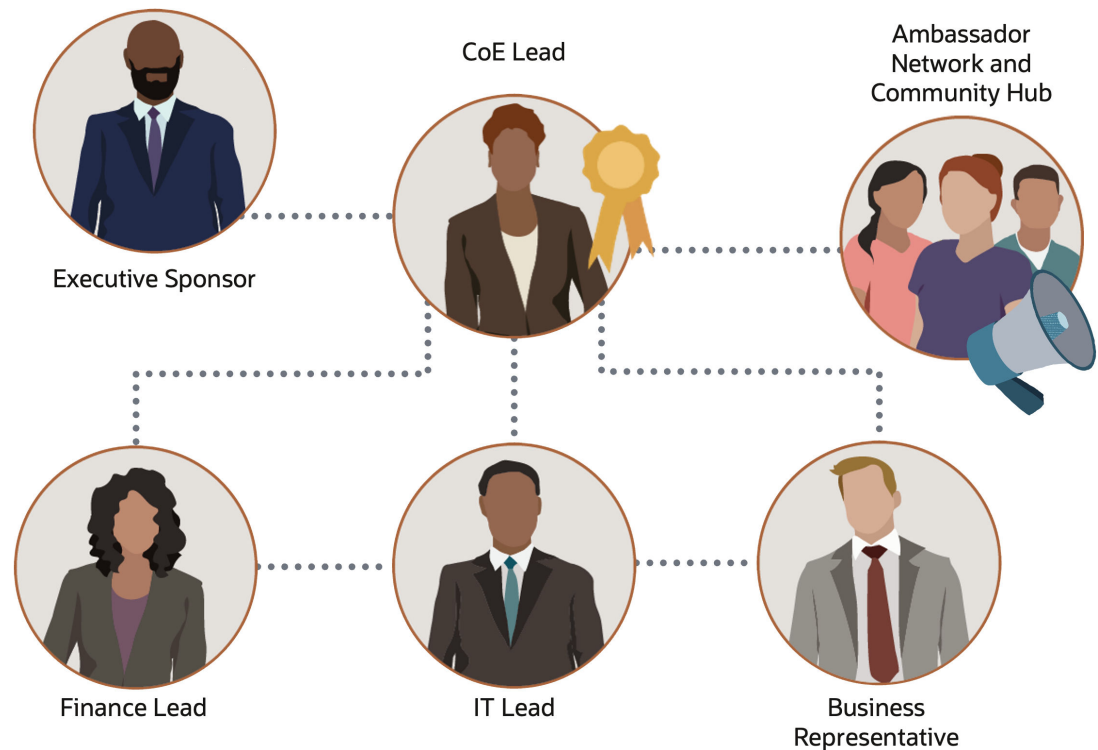 CoE Lead
Ambassador
Network and
Community Hub
Executive Sponsor
Finance Lead
IT Lead
Business
Representative